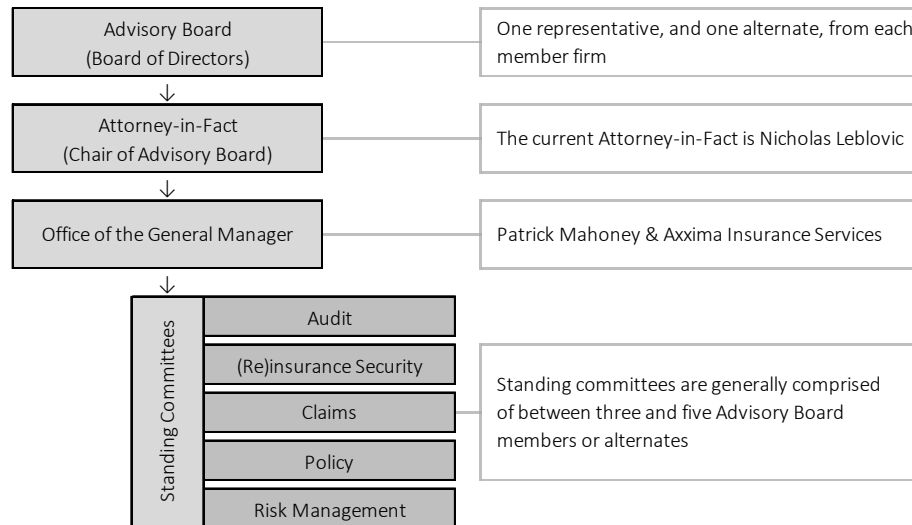 Advisory Board
(Board of Directors)
One representative, and one alternate, from each
member firm
Attorney-in-Fact
(Chair of Advisory Board)
The current Attorney-in-Fact is Nicholas Leblovic
Office of the General Manager
Patrick Mahoney & Axxima Insurance Services
Standing Committees
Audit
(Re)insurance Security
Claims
Policy
Risk Management
Standing committees are generally comprised
of between three and five Advisory Board
members or alternates